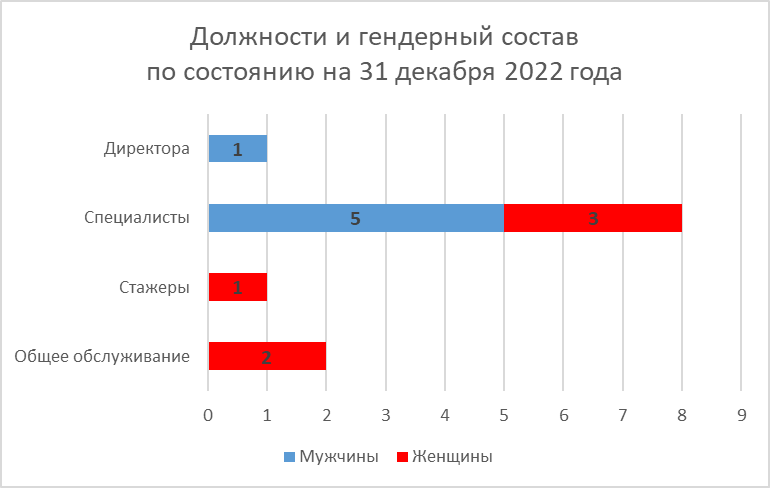 Должности и гендерный состав
по состоянию на 31 декабря 2022 года
Директора
1
Специалисты
5 3
Стажеры
1
Общее обслуживание
2
0 1 2 3 4 5 6 7 8 9
Мужчины Женщины